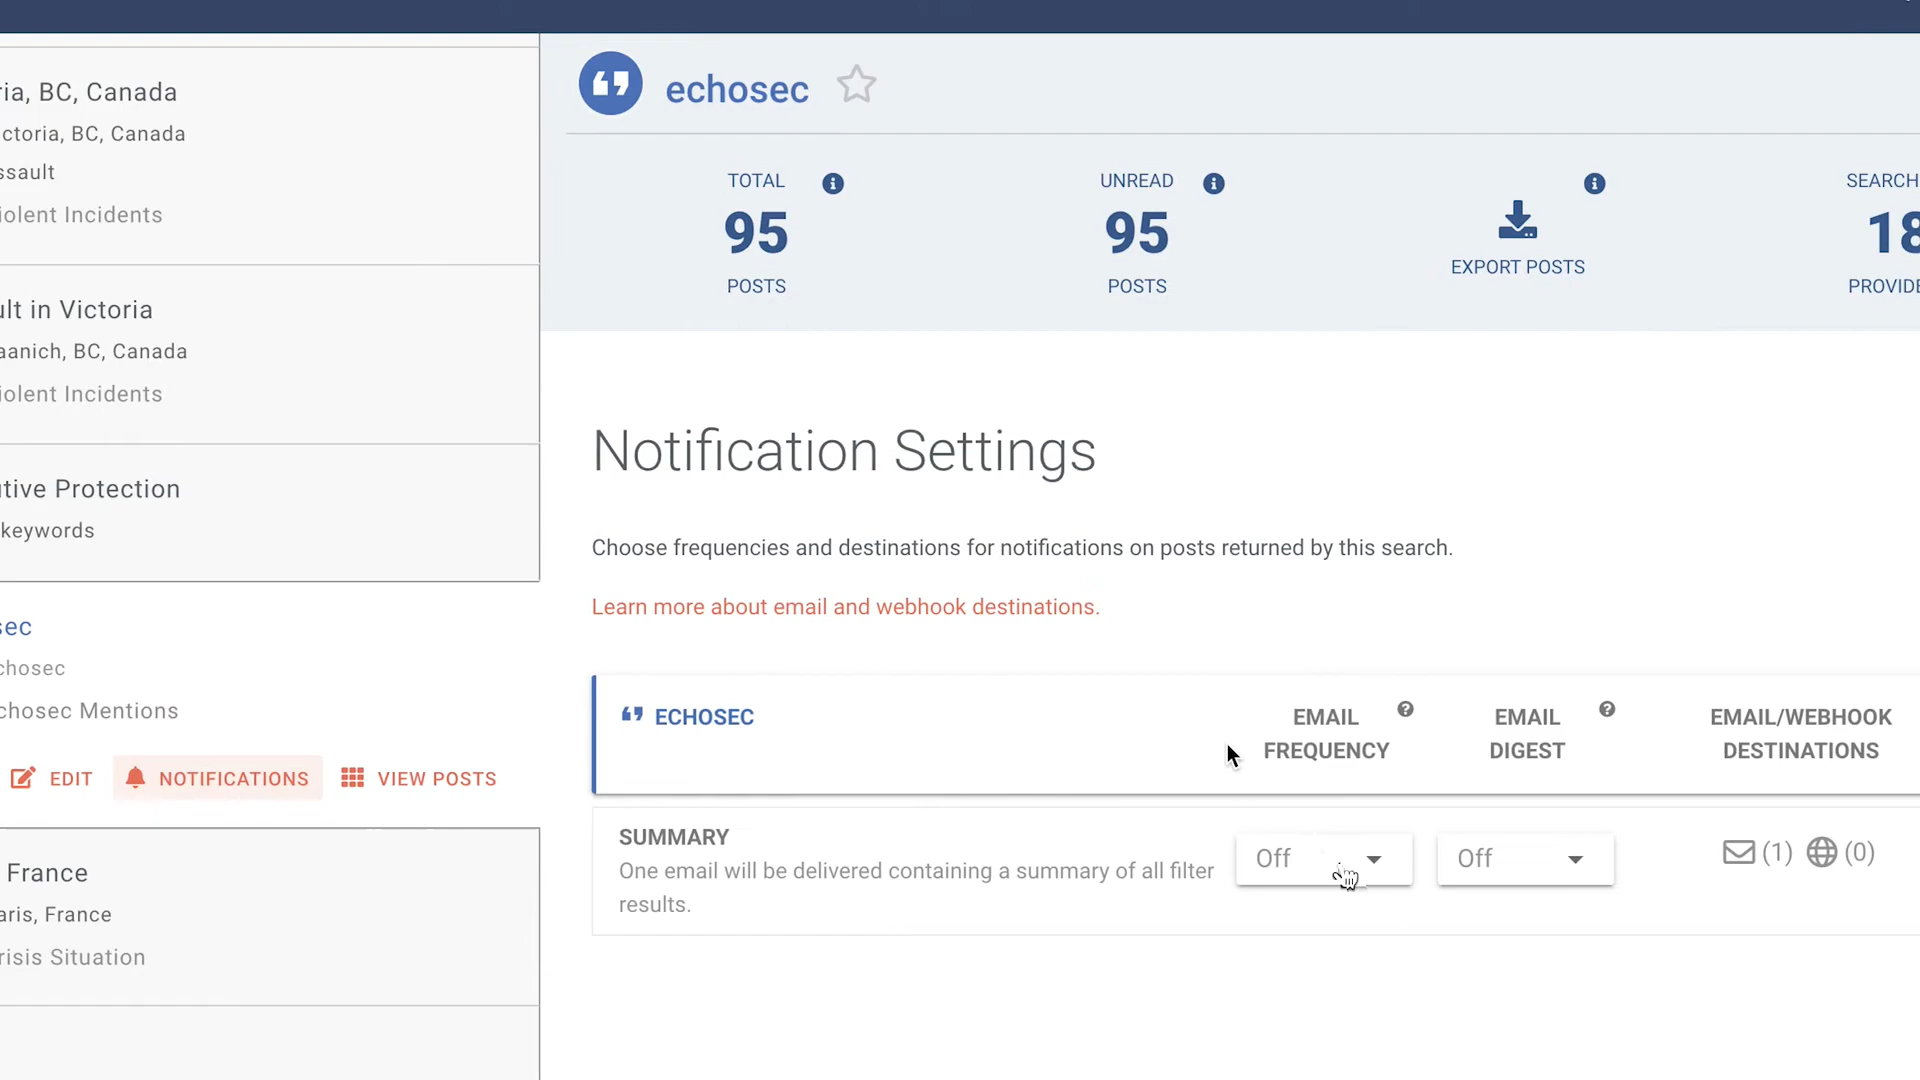 ria, BC, Canada
ctoria, BC, Canada
ssault
iolent Incidents
ult in Victoria
aanich, BC, Canada
iolent Incidents
utive Protection
keywords
sec
chosec
chosec Mentions
EDIT
NOTIFICATIONS
VIEW POSTS
France
aris, France
risis Situation
echosec
TOTAL
95
POSTS
UNREAD
95
POSTS
EXPORT POSTS
SEARCH
18
PROVIDE
Notification Settings
Choose frequencies and destinations for notifications on posts returned by this search.
Learn more about email and webhook destinations.
ECHOSEC
EMAIL
FREQUENCY
EMAIL
DIGEST
EMAIL/WEBHOOK
DESTINATIONS
SUMMARY
One email will be delivered containing a summary of all filter
results.
Off
Off
(1)
(0)